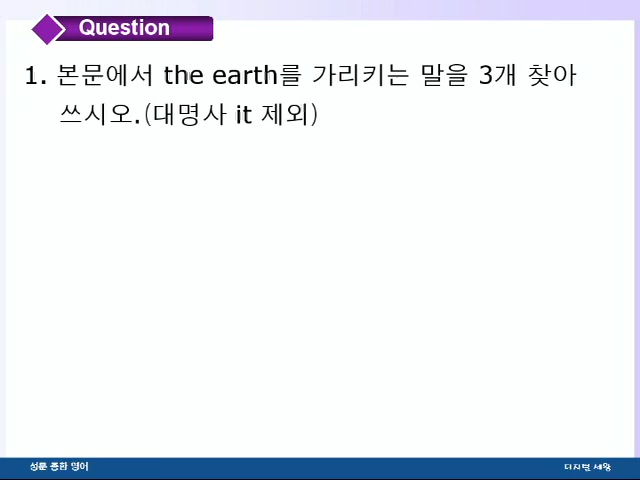 Question
1. 본문에서 the earth를 가리키는 말을 3개 찾아
쓰시오.(대명사 it 제외)
성문 종합 영어
디지털 세왕